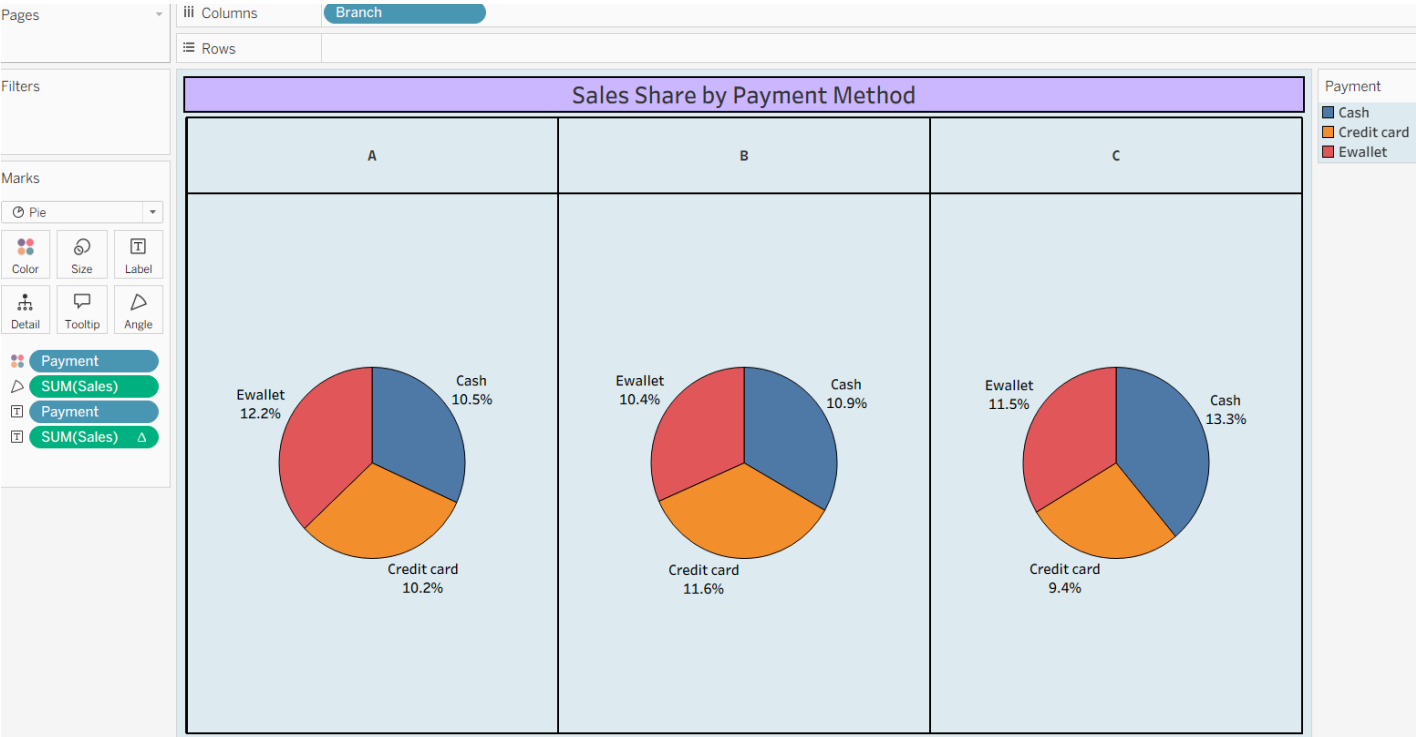 Pages
iii Columns
Branch
Rows
Filters
Marks
Pie
Color
Size
T
Label
Detail
Tooltip
Angle
Payment
SUM(Sales)
T Payment
T SUM(Sales) Δ
Sales Share by Payment Method
A
B
C
Ewallet
12.2%
Cash
10.5%
Credit card
10.2%
Ewallet
10.4%
Cash
10.9%
Credit card
11.6%
Ewallet
11.5%
Cash
13.3%
Credit card
9.4%
Payment
Cash
Credit card
Ewallet